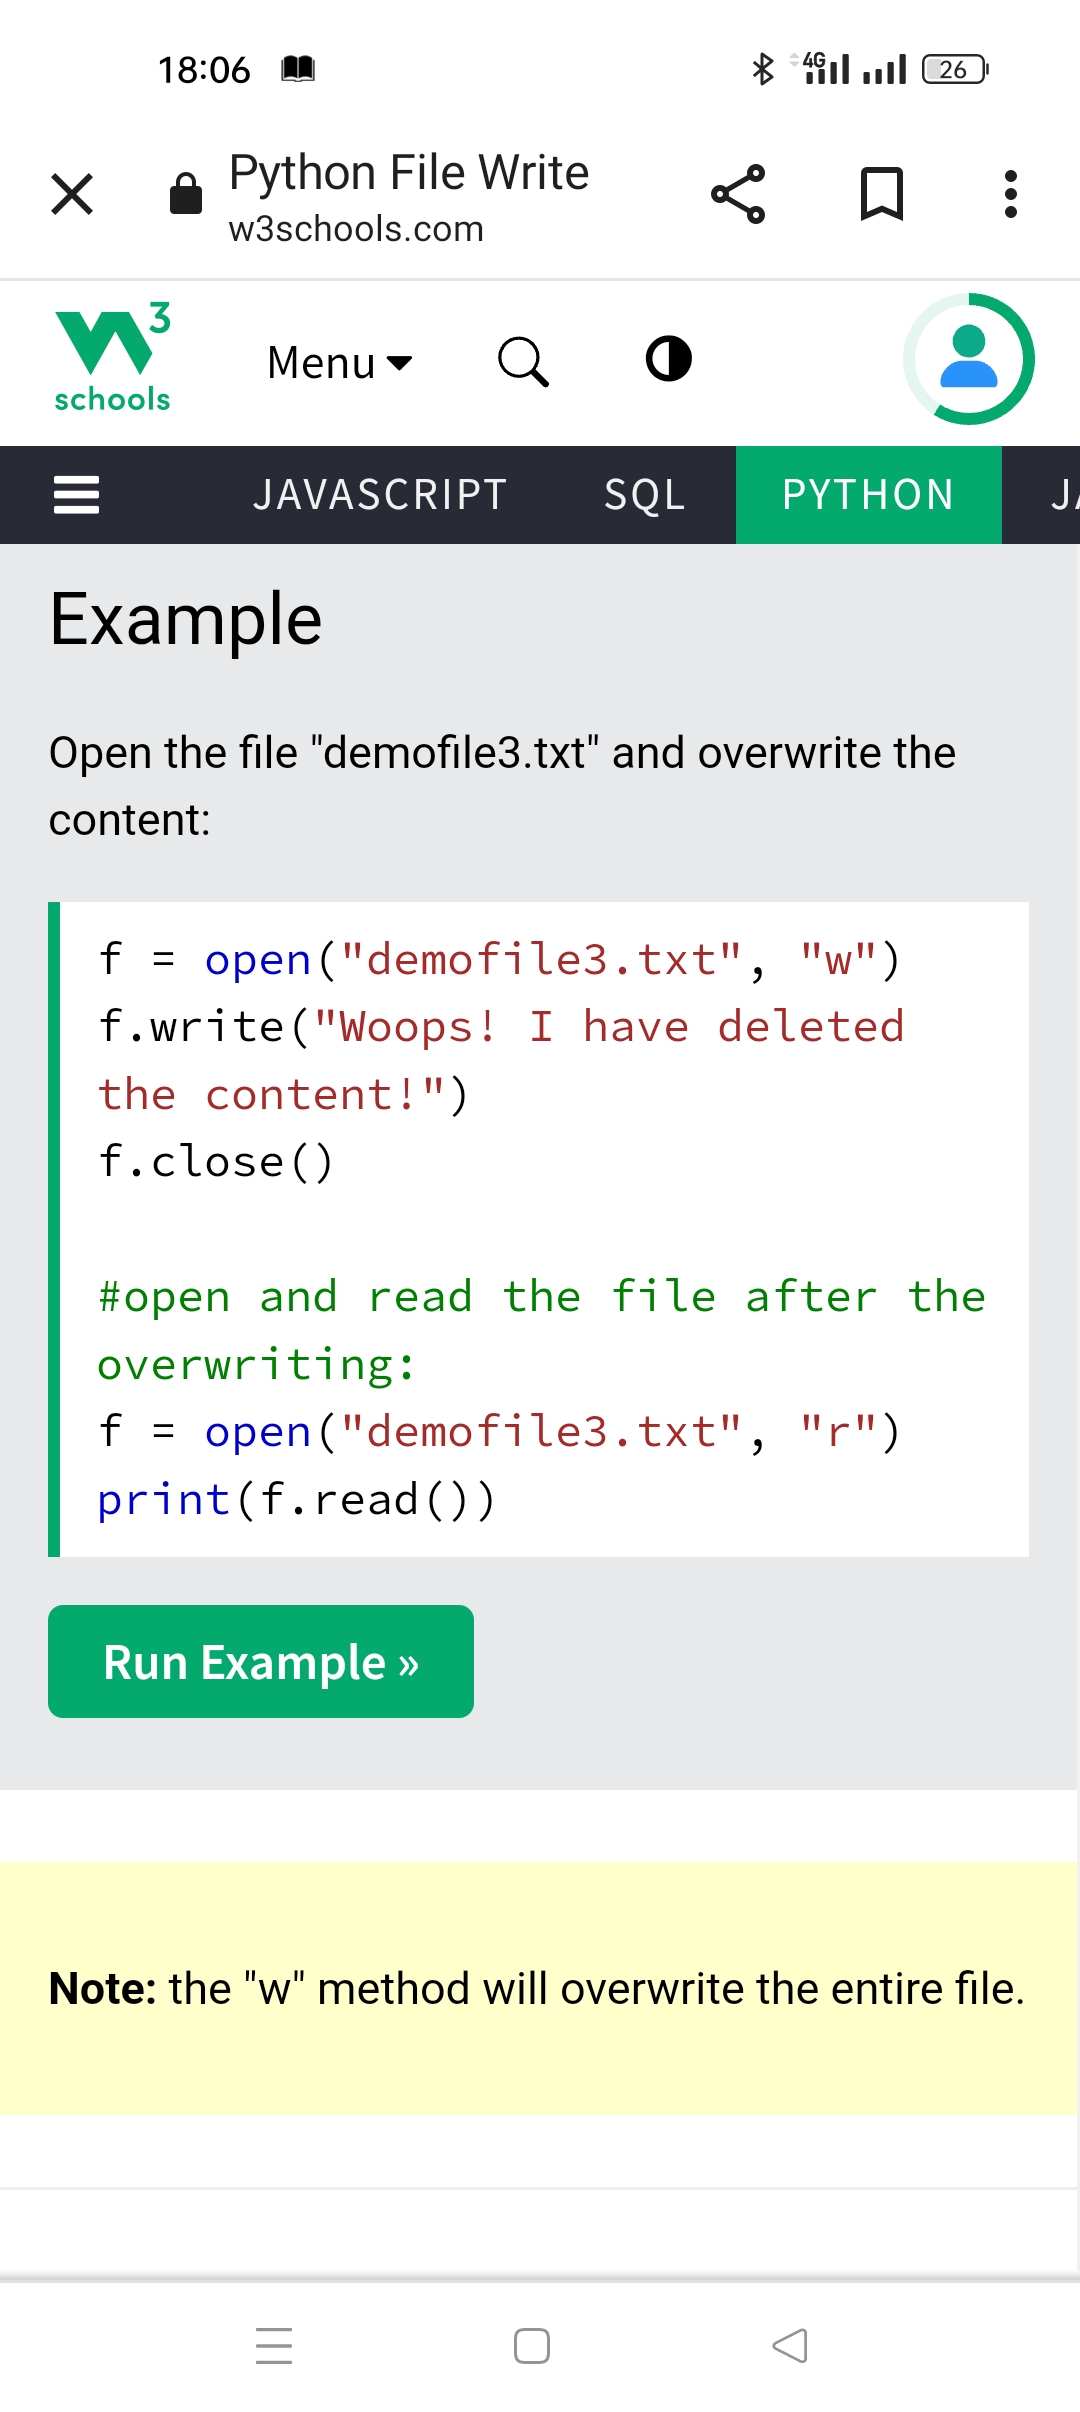 18:06
4G
26
Python File Write
w3schools.com
W3
schools
Menu
JAVASCRIPT SQL PYTHON JA
Example
Open the file "demofile3.txt" and overwrite the
content:
f = open("demofile3.txt", "w")
f.write("Woops! I have deleted
the content!")
f.close()
#open and read the file after the
overwriting:
f = open("demofile3.txt", "r")
print(f.read())
Run Example »
Note: the "w" method will overwrite the entire file.